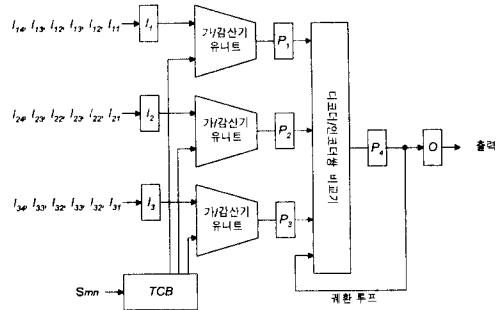 I14, I13, I12, I13, I12, I11
I1
가/감산기
유니트
P1
I24, I23, I22, I23, I22, I21
I2
가/감산기
유니트
P2
디코더/인코더형 비교기
P4
O
출력
I34, I33, I32, I33, I32, I31
I3
가/감산기
유니트
P3
Smn
TCB
궤환 루프